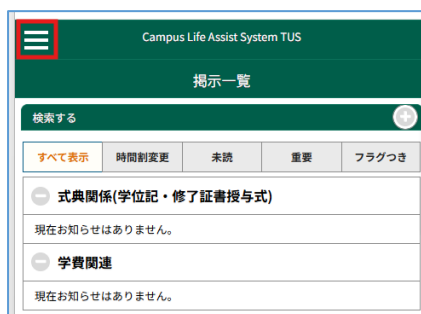 Campus Life Assist System TUS
掲示一覧
検索する
すべて表示 時間割変更 未読 重要 フラグつき
式典関係(学位記・修了証書授与式)
現在お知らせはありません。
学費関連
現在お知らせはありません。